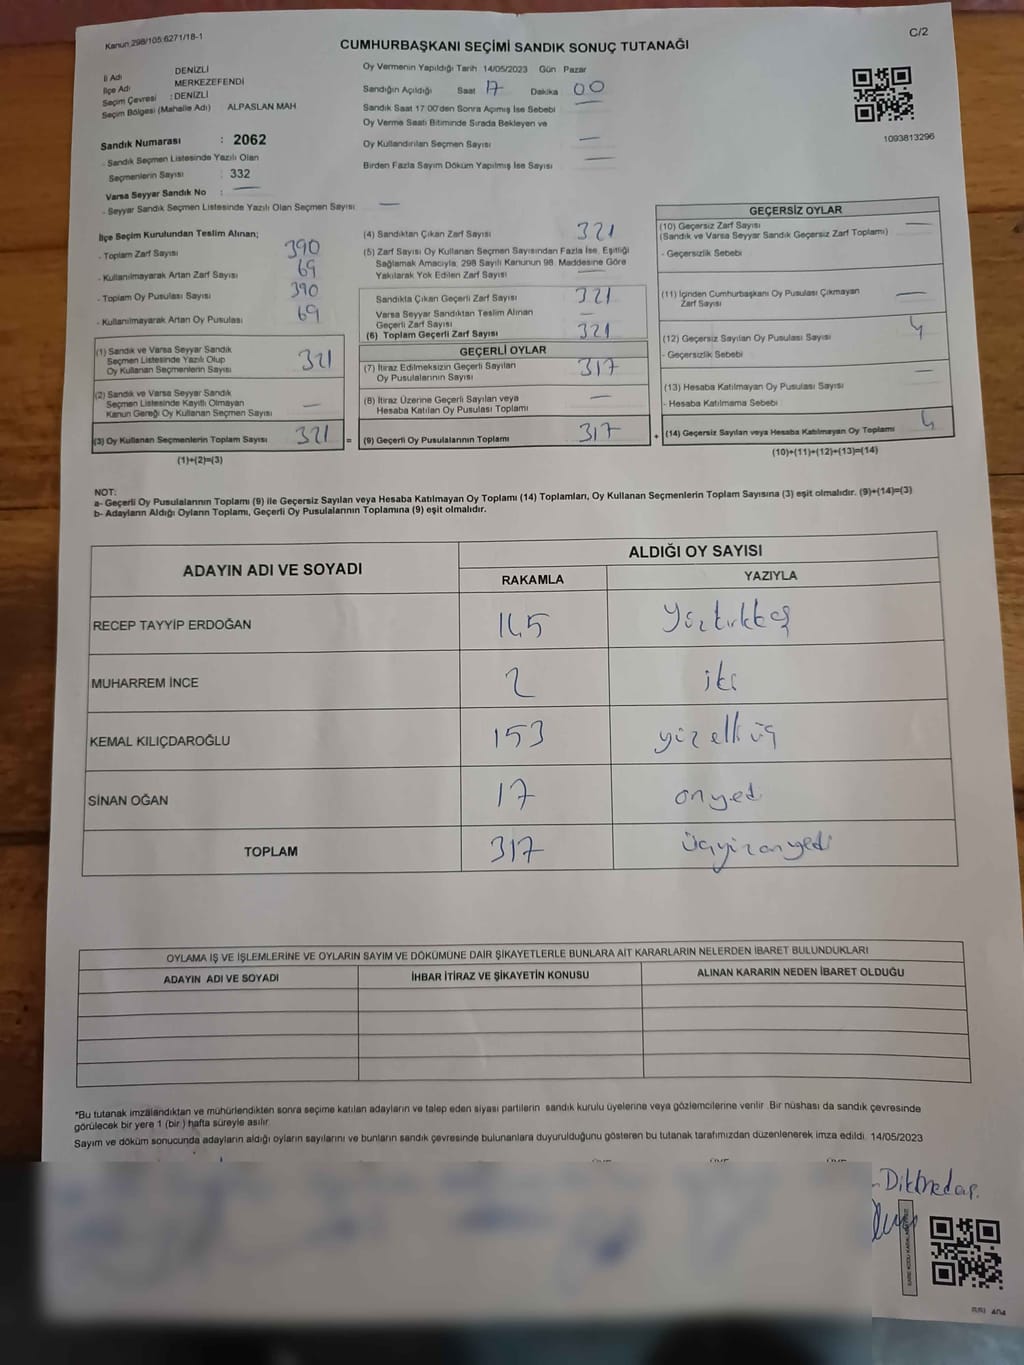 Kanun 298/105:6271/18-1
C/2
CUMHURBAŞKANI SEÇİMİ SANDIK SONUÇ TUTANAĞI
İl Adı DENİZLİ
İlçe Adı MERKEZEFENDİ
Seçim Çevresi : DENİZLİ
Seçim Bölgesi (Mahalle Adı) ALPASLAN MAH
Sandık Numarası : 2062
- Sandık Seçmen Listesinde Yazılı Olan
Seçmenlerin Sayısı : 332
Varsa Seyyar Sandık No :
- Seyyar Sandık Seçmen Listesinde Yazılı Olan Seçmen Sayısı —
Oy Vermenin Yapıldığı Tarih 14/05/2023 Gün Pazar
Sandığın Açıldığı Saat 17 Dakika 00
Sandık Saat 17:00'den Sonra Açımış İse Sebebi —
Oy Verme Saati Bitiminde Sırada Bekleyen ve
Oy Kullandırılan Seçmen Sayısı —
Birden Fazla Sayım Döküm Yapılmış İse Sayısı —
1093813296
İlçe Seçim Kurulundan Teslim Alınan;
- Toplam Zarf Sayısı 390
- Kullanılmayarak Artan Zarf Sayısı 69
- Toplam Oy Pusulası Sayısı 390
- Kullanılmayarak Artan Oy Pusulası 69
(1) Sandık ve Varsa Seyyar Sandık
Seçmen Listesinde Yazılı Olup
Oy Kullanan Seçmenlerin Sayısı 321
(2) Sandık ve Varsa Seyyar Sandık
Seçmen Listesinde Kayıtlı Olmayan
Kanun Gereği Oy Kullanan Seçmen Sayısı —
(3) Oy Kullanan Seçmenlerin Toplam Sayısı 321 =
(1)+(2)=(3)
(4) Sandıktan Çıkan Zarf Sayısı 321
(5) Zarf Sayısı Oy Kullanan Seçmen Sayısından Fazla İse, Eşitliği
Sağlamak Amacıyla; 298 Sayılı Kanunun 98. Maddesine Göre
Yakılarak Yok Edilen Zarf Sayısı —
Sandıkta Çıkan Geçerli Zarf Sayısı 321
Varsa Seyyar Sandıktan Teslim Alınan
Geçerli Zarf Sayısı —
(6) Toplam Geçerli Zarf Sayısı 321
GEÇERLİ OYLAR
(7) İtiraz Edilmeksizin Geçerli Sayılan
Oy Pusulalarının Sayısı 317
(8) İtiraz Üzerine Geçerli Sayılan veya
Hesaba Katılan Oy Pusulası Toplamı —
(9) Geçerli Oy Pusulalarının Toplamı 317 +
GEÇERSİZ OYLAR
(10) Geçersiz Zarf Sayısı —
(Sandık ve Varsa Seyyar Sandık Geçersiz Zarf Toplamı)
- Geçersizlik Sebebi
(11) İçinden Cumhurbaşkanı Oy Pusulası Çıkmayan
Zarf Sayısı —
(12) Geçersiz Sayılan Oy Pusulası Sayısı 4
- Geçersizlik Sebebi
(13) Hesaba Katılmayan Oy Pusulası Sayısı —
- Hesaba Katılmama Sebebi
(14) Geçersiz Sayılan veya Hesaba Katılmayan Oy Toplamı 4
(10)+(11)+(12)+(13)=(14)
NOT:
a- Geçerli Oy Pusulalarının Toplamı (9) ile Geçersiz Sayılan veya Hesaba Katılmayan Oy Toplamı (14) Toplamları, Oy Kullanan Seçmenlerin Toplam Sayısına (3) eşit olmalıdır. (9)+(14)=(3)
b- Adayların Aldığı Oyların Toplamı, Geçerli Oy Pusulalarının Toplamına (9) eşit olmalıdır.
ADAYIN ADI VE SOYADI
ALDIĞI OY SAYISI
RAKAMLA YAZIYLA
RECEP TAYYİP ERDOĞAN 145 Yüzkırkbeş
MUHARREM İNCE 2 iki
KEMAL KILIÇDAROĞLU 153 yüzelliüç
SİNAN OĞAN 17 onyedi
TOPLAM 317 üçyüzonyedi
OYLAMA İŞ VE İŞLEMLERİNE VE OYLARIN SAYIM VE DÖKÜMÜNE DAİR ŞİKAYETLERLE BUNLARA AİT KARARLARIN NELERDEN İBARET BULUNDUKLARI
ADAYIN ADI VE SOYADI İHBAR İTİRAZ VE ŞİKAYETİN KONUSU ALINAN KARARIN NEDEN İBARET OLDUĞU
*Bu tutanak imzalandıktan ve mühürlendikten sonra seçime katılan adayların ve talep eden siyasi partilerin sandık kurulu üyelerine veya gözlemcilerine verilir. Bir nüshası da sandık çevresinde
görülecek bir yere 1 (bir ) hafta süreyle asılır.
Sayım ve döküm sonucunda adayların aldığı oyların sayılarını ve bunların sandık çevresinde bulunanlara duyurulduğunu gösteren bu tutanak tarafımızdan düzenlenerek imza edildi. 14/05/2023